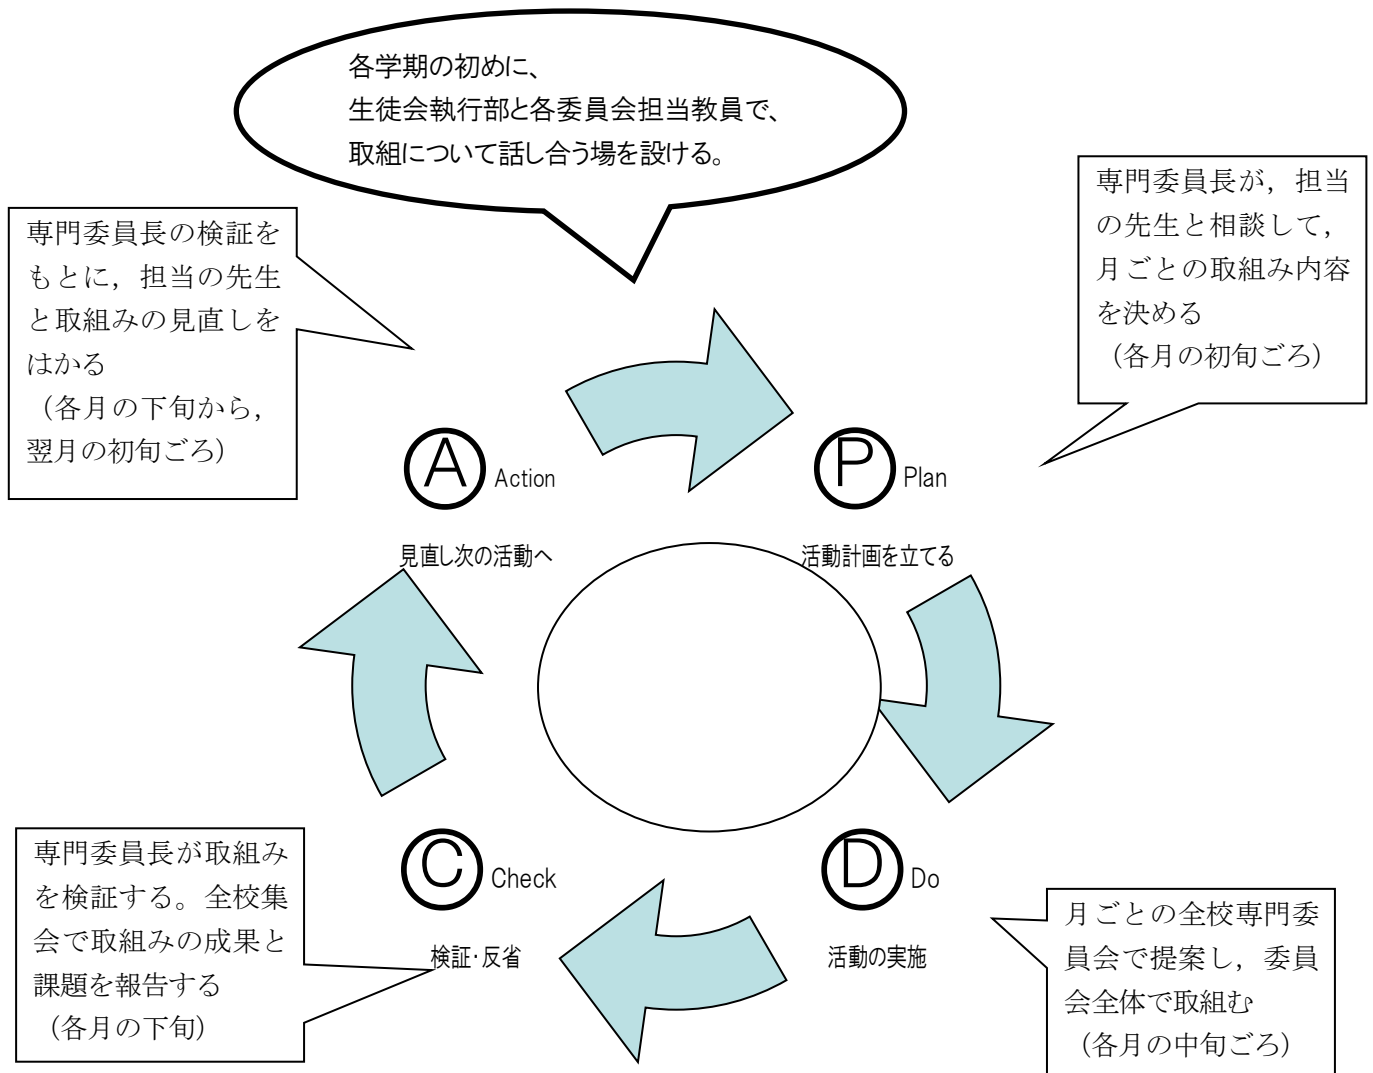 各学期の初めに、
生徒会執行部と各委員会担当教員で、
取組について話し合う場を設ける。
専門委員長が，担当
の先生と相談して，
月ごとの取組み内容
を決める
（各月の初旬ごろ）
専門委員長の検証を
もとに，担当の先生
と取組みの見直しを
はかる
（各月の下旬から，
翌月の初旬ごろ）
A Action
見直し次の活動へ
P Plan
活動計画を立てる
C Check
検証・反省
D Do
活動の実施
専門委員長が取組み
を検証する。全校集
会で取組みの成果と
課題を報告する
（各月の下旬）
月ごとの全校専門委
員会で提案し，委員
会全体で取組む
（各月の中旬ごろ）